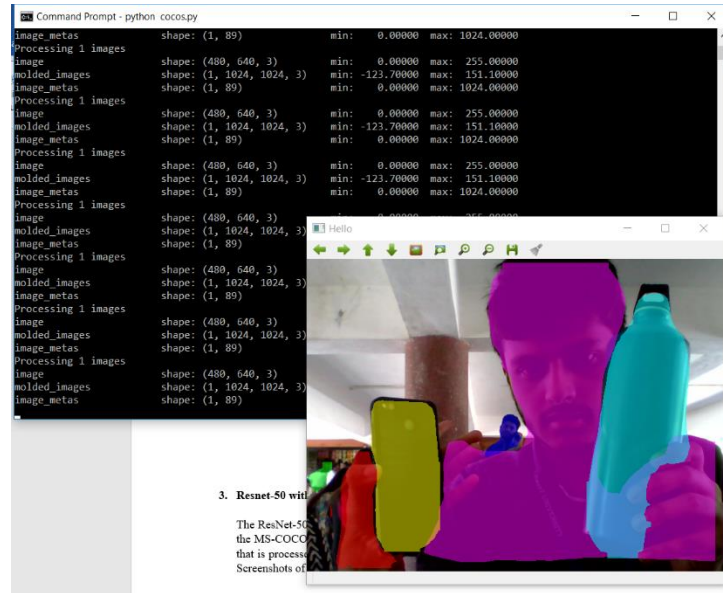 Command Prompt - python cocos.py
image_metas shape: (1, 89) min: 0.00000 max: 1024.00000
Processing 1 images
image shape: (480, 640, 3) min: 0.00000 max: 255.00000
molded_images shape: (1, 1024, 1024, 3) min: -123.70000 max: 151.10000
image_metas shape: (1, 89) min: 0.00000 max: 1024.00000
Processing 1 images
image shape: (480, 640, 3) min: 0.00000 max: 255.00000
molded_images shape: (1, 1024, 1024, 3) min: -123.70000 max: 151.10000
image_metas shape: (1, 89) min: 0.00000 max: 1024.00000
Processing 1 images
image shape: (480, 640, 3) min: 0.00000 max: 255.00000
molded_images shape: (1, 1024, 1024, 3) min: -123.70000 max: 151.10000
image_metas shape: (1, 89) min: 0.00000 max: 1024.00000
Processing 1 images
image shape: (480, 640, 3)
molded_images shape: (1, 1024, 1024, 3)
image_metas shape: (1, 89)
Processing 1 images
image shape: (480, 640, 3)
molded_images shape: (1, 1024, 1024, 3)
image_metas shape: (1, 89)
Processing 1 images
image shape: (480, 640, 3)
molded_images shape: (1, 1024, 1024, 3)
image_metas shape: (1, 89)
Processing 1 images
image shape: (480, 640, 3)
molded_images shape: (1, 1024, 1024, 3)
image_metas shape: (1, 89)
Hello
3. Resnet-50 with
The ResNet-50
the MS-COCO
that is processe
Screenshots of